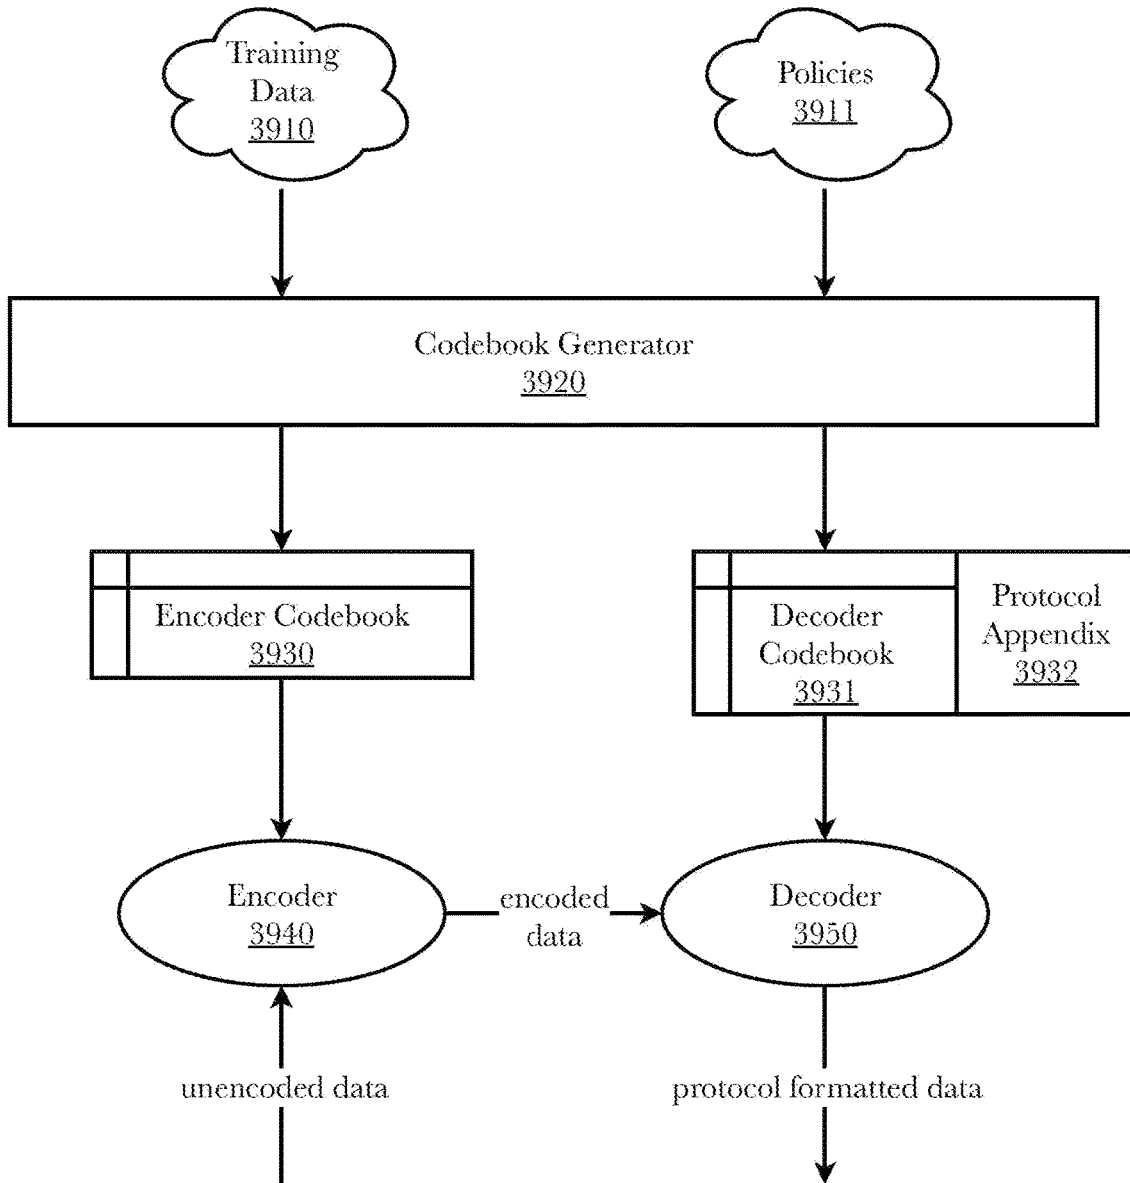 Training
Data
3910
Policies
3911
Codebook Generator
3920
Encoder Codebook
3930
Decoder
Codebook
3931
Protocol
Appendix
3932
Encoder
3940
encoded
data
Decoder
3950
unencoded data
protocol formatted data